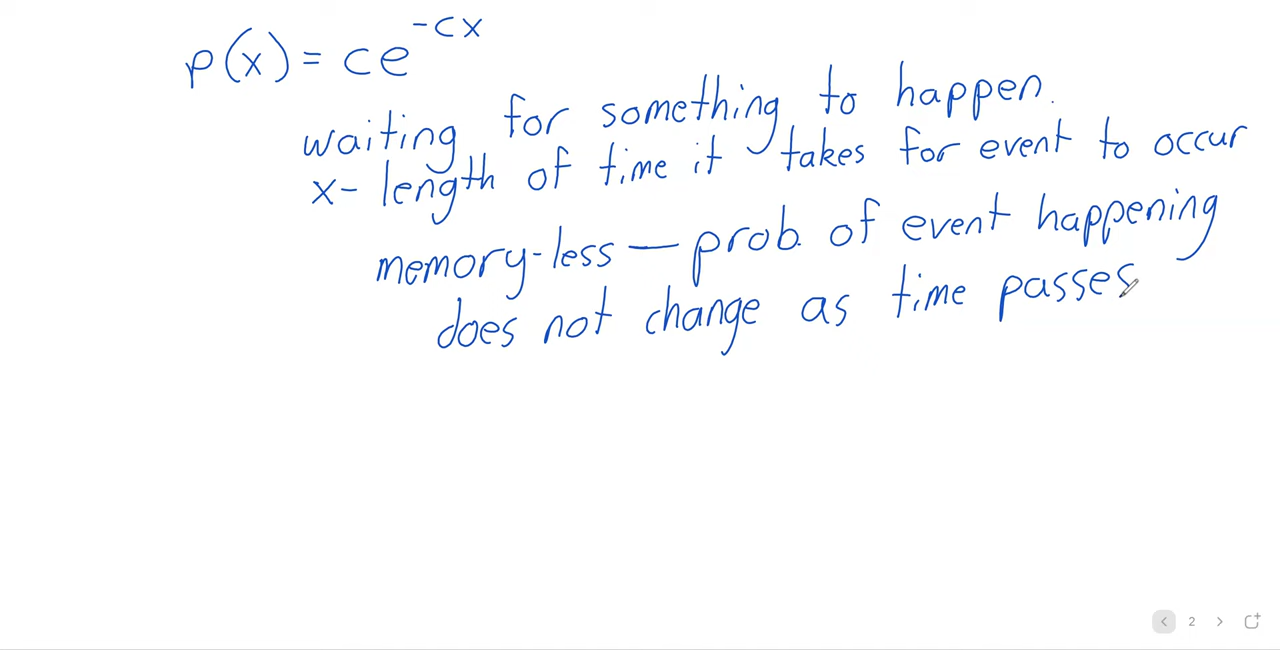 p(x) = ce^{-cx}
waiting for something to happen.
x- length of time it takes for event to occur
memory-less — prob. of event happening
does not change as time passes
2